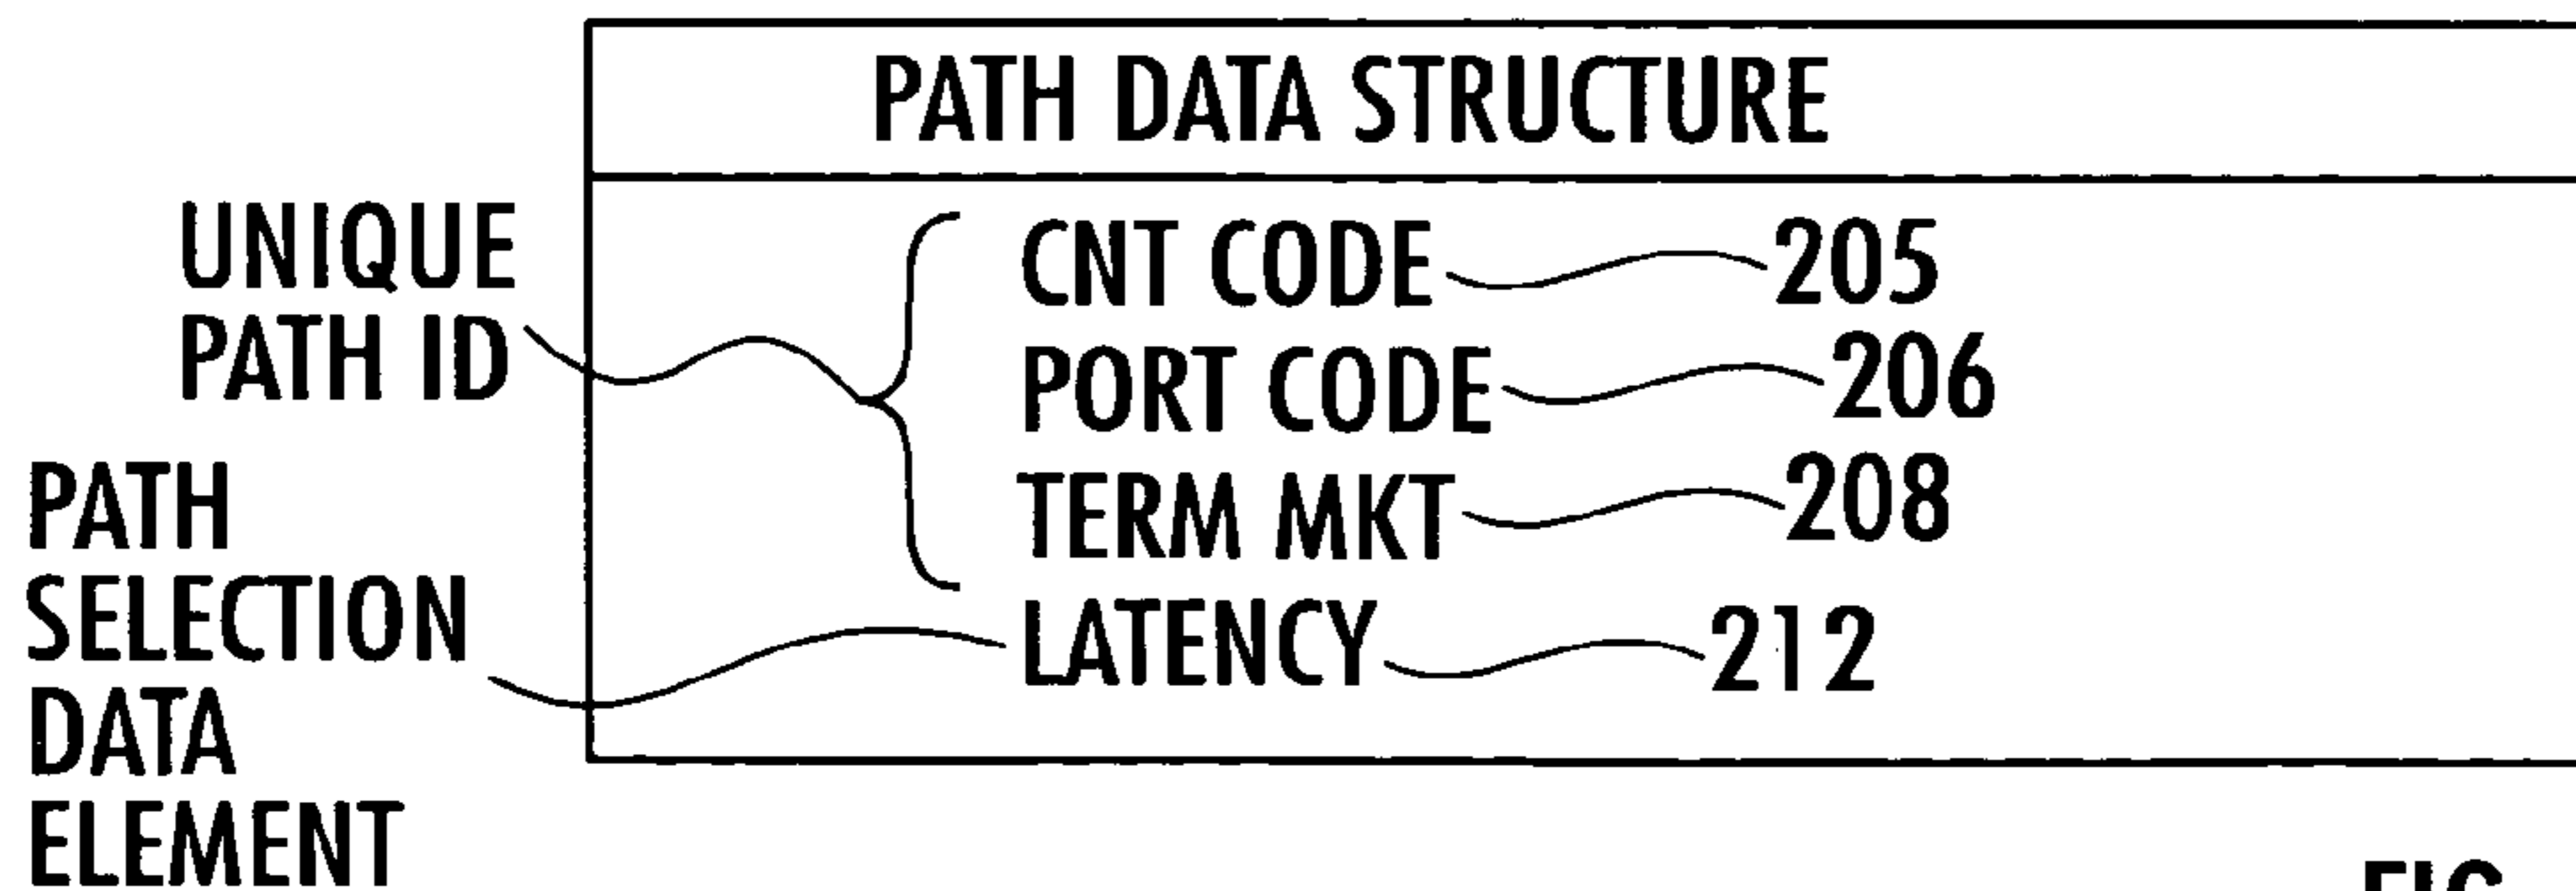 PATH DATA STRUCTURE
UNIQUE
PATH ID
CNT CODE 205
PORT CODE 206
TERM MKT 208
LATENCY 212
PATH
SELECTION
DATA
ELEMENT
FIG